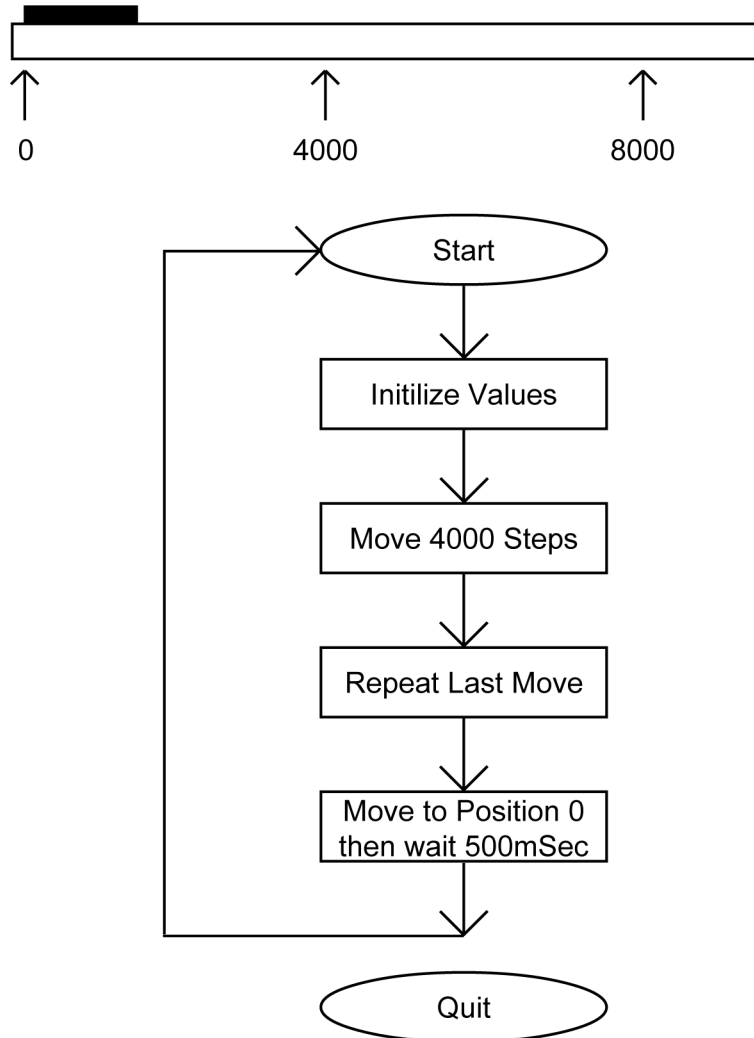 0
4000
8000
Start
Initilize Values
Move 4000 Steps
Repeat Last Move
Move to Position 0
then wait 500mSec
Quit